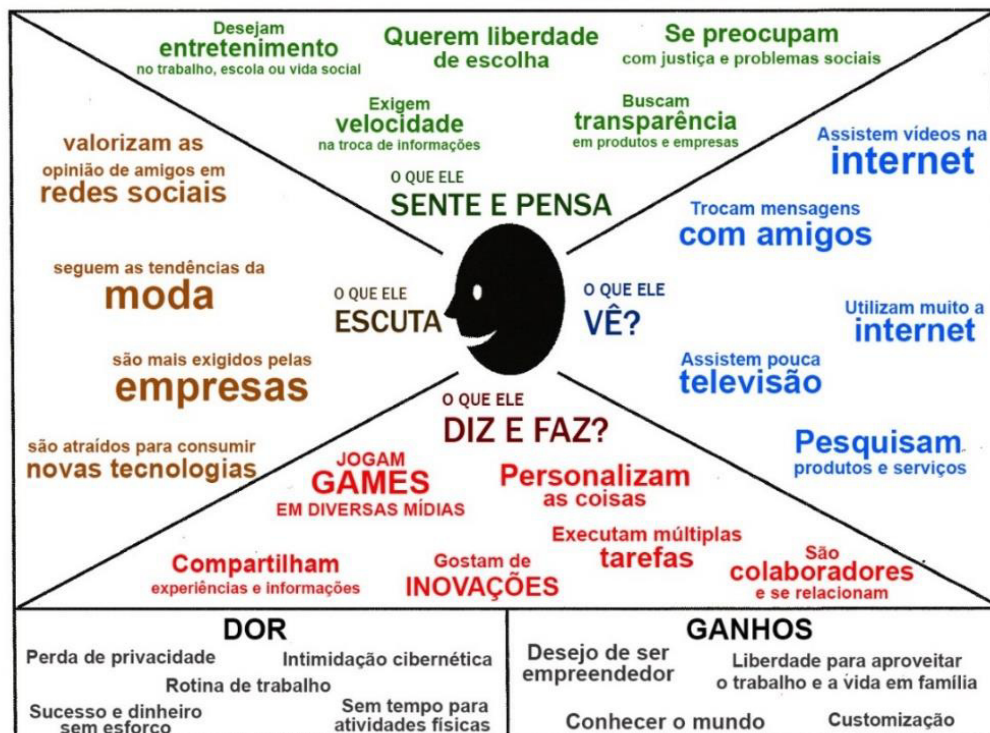 Desejam
entretenimento
no trabalho, escola ou vida social
Querem liberdade
de escolha
Se preocupam
com justiça e problemas sociais
Exigem
velocidade
na troca de informações
Buscam
transparência
em produtos e empresas
O QUE ELE
SENTE E PENSA
valorizam as
opinião de amigos em
redes sociais
seguem as tendências da
moda
são mais exigidos pelas
empresas
são atraídos para consumir
novas tecnologias
O QUE ELE
ESCUTA
O QUE ELE
VÊ?
Assistem vídeos na
internet
Trocam mensagens
com amigos
Utilizam muito a
internet
Assistem pouca
televisão
Pesquisam
produtos e serviços
O QUE ELE
DIZ E FAZ?
JOGAM
GAMES
EM DIVERSAS MÍDIAS
Personalizam
as coisas
Executam múltiplas
tarefas
Compartilham
experiências e informações
Gostam de
INOVAÇÕES
São
colaboradores
e se relacionam
DOR
Perda de privacidade
Intimidação cibernética
Rotina de trabalho
Sucesso e dinheiro
sem esforço
Sem tempo para
atividades físicas
GANHOS
Desejo de ser
empreendedor
Liberdade para aproveitar
o trabalho e a vida em família
Conhecer o mundo
Customização